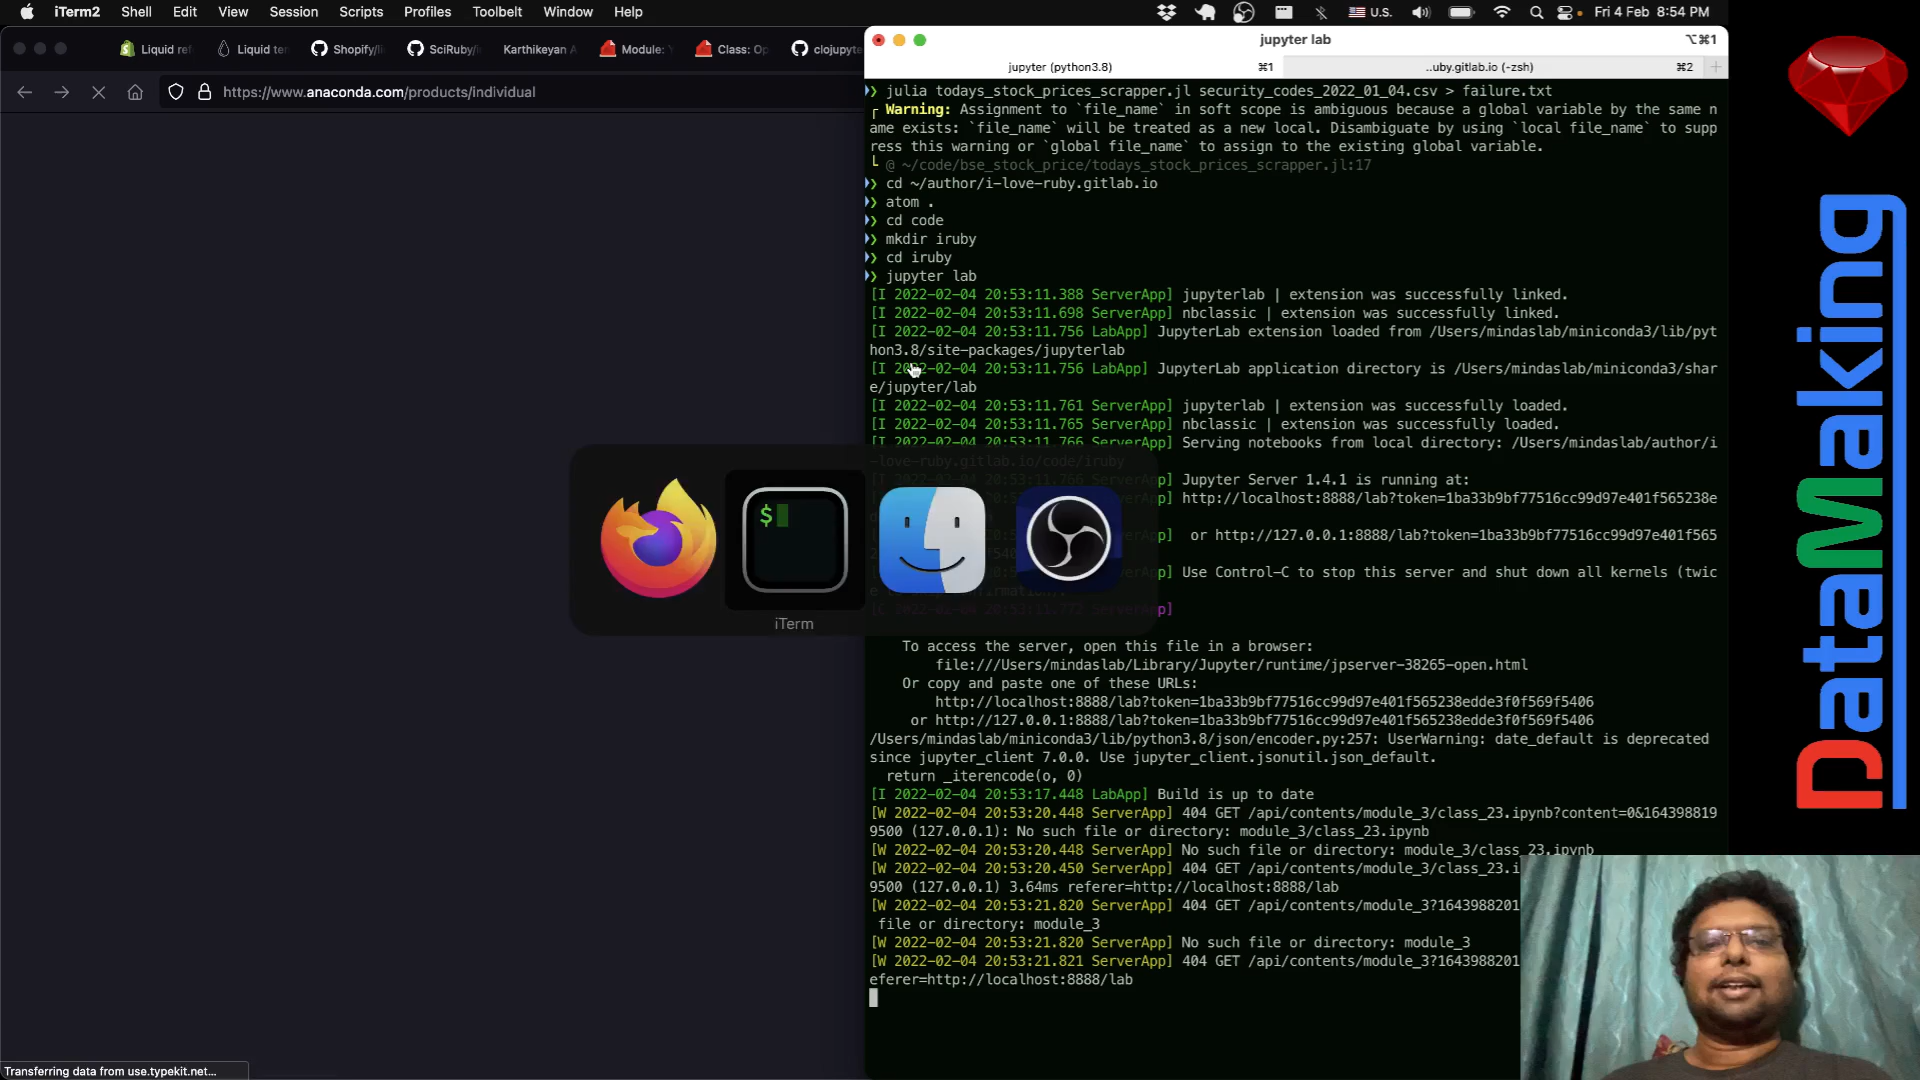 iTerm2 Shell Edit View Session Scripts Profiles Toolbelt Window Help U.S. Fri 4 Feb 8:54 PM
Liquid ref Liquid ter Shopify/li SciRuby/i Karthikeyan A Module: Class: Op clojupyte
https://www.anaconda.com/products/individual
jupyter lab ⌥⌘1
jupyter (python3.8) ⌘1 ..uby.gitlab.io (-zsh) ⌘2 +
❯ julia todays_stock_prices_scrapper.jl security_codes_2022_01_04.csv > failure.txt
┌ Warning: Assignment to `file_name` in soft scope is ambiguous because a global variable by the same n
ame exists: `file_name` will be treated as a new local. Disambiguate by using `local file_name` to supp
ress this warning or `global file_name` to assign to the existing global variable.
└ @ ~/code/bse_stock_price/todays_stock_prices_scrapper.jl:17
❯ cd ~/author/i-love-ruby.gitlab.io
❯ atom .
❯ cd code
❯ mkdir iruby
❯ cd iruby
❯ jupyter lab
[I 2022-02-04 20:53:11.388 ServerApp] jupyterlab | extension was successfully linked.
[I 2022-02-04 20:53:11.698 ServerApp] nbclassic | extension was successfully linked.
[I 2022-02-04 20:53:11.756 LabApp] JupyterLab extension loaded from /Users/mindaslab/miniconda3/lib/pyt
hon3.8/site-packages/jupyterlab
[I 2022-02-04 20:53:11.756 LabApp] JupyterLab application directory is /Users/mindaslab/miniconda3/shar
e/jupyter/lab
[I 2022-02-04 20:53:11.761 ServerApp] jupyterlab | extension was successfully loaded.
[I 2022-02-04 20:53:11.765 ServerApp] nbclassic | extension was successfully loaded.
[I 2022-02-04 20:53:11.766 ServerApp] Serving notebooks from local directory: /Users/mindaslab/author/i
-love-ruby.gitlab.io/code/iruby
p] Jupyter Server 1.4.1 is running at:
p] http://localhost:8888/lab?token=1ba33b9bf77516cc99d97e401f565238e
p] or http://127.0.0.1:8888/lab?token=1ba33b9bf77516cc99d97e401f565
p] Use Control-C to stop this server and shut down all kernels (twic
p]
$
iTerm
To access the server, open this file in a browser:
file:///Users/mindaslab/Library/Jupyter/runtime/jpserver-38265-open.html
Or copy and paste one of these URLs:
http://localhost:8888/lab?token=1ba33b9bf77516cc99d97e401f565238edde3f0f569f5406
or http://127.0.0.1:8888/lab?token=1ba33b9bf77516cc99d97e401f565238edde3f0f569f5406
/Users/mindaslab/miniconda3/lib/python3.8/json/encoder.py:257: UserWarning: date_default is deprecated
since jupyter_client 7.0.0. Use jupyter_client.jsonutil.json_default.
return _iterencode(o, 0)
[I 2022-02-04 20:53:17.448 LabApp] Build is up to date
[W 2022-02-04 20:53:20.448 ServerApp] 404 GET /api/contents/module_3/class_23.ipynb?content=0&164398819
9500 (127.0.0.1): No such file or directory: module_3/class_23.ipynb
[W 2022-02-04 20:53:20.448 ServerApp] No such file or directory: module_3/class_23.ipynb
[W 2022-02-04 20:53:20.450 ServerApp] 404 GET /api/contents/module_3/class_23.i
9500 (127.0.0.1) 3.64ms referer=http://localhost:8888/lab
[W 2022-02-04 20:53:21.820 ServerApp] 404 GET /api/contents/module_3?1643988201
file or directory: module_3
[W 2022-02-04 20:53:21.820 ServerApp] No such file or directory: module_3
[W 2022-02-04 20:53:21.821 ServerApp] 404 GET /api/contents/module_3?1643988201
eferer=http://localhost:8888/lab
Transferring data from use.typekit.net...
DataMaking